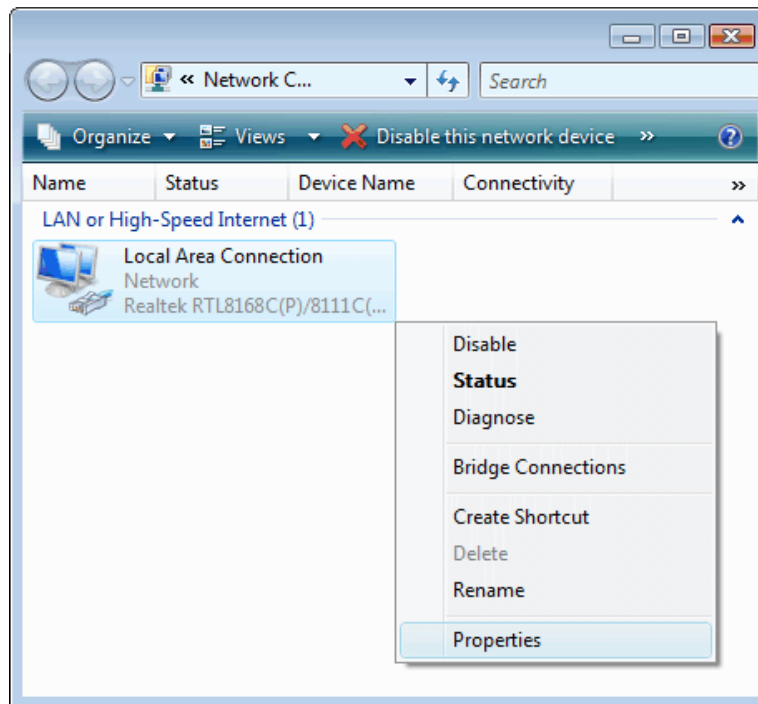 « Network C...
Search
Organize Views Disable this network device »
Name Status Device Name Connectivity »
LAN or High-Speed Internet (1)
Local Area Connection
Network
Realtek RTL8168C(P)/8111C(...
Disable
Status
Diagnose
Bridge Connections
Create Shortcut
Delete
Rename
Properties